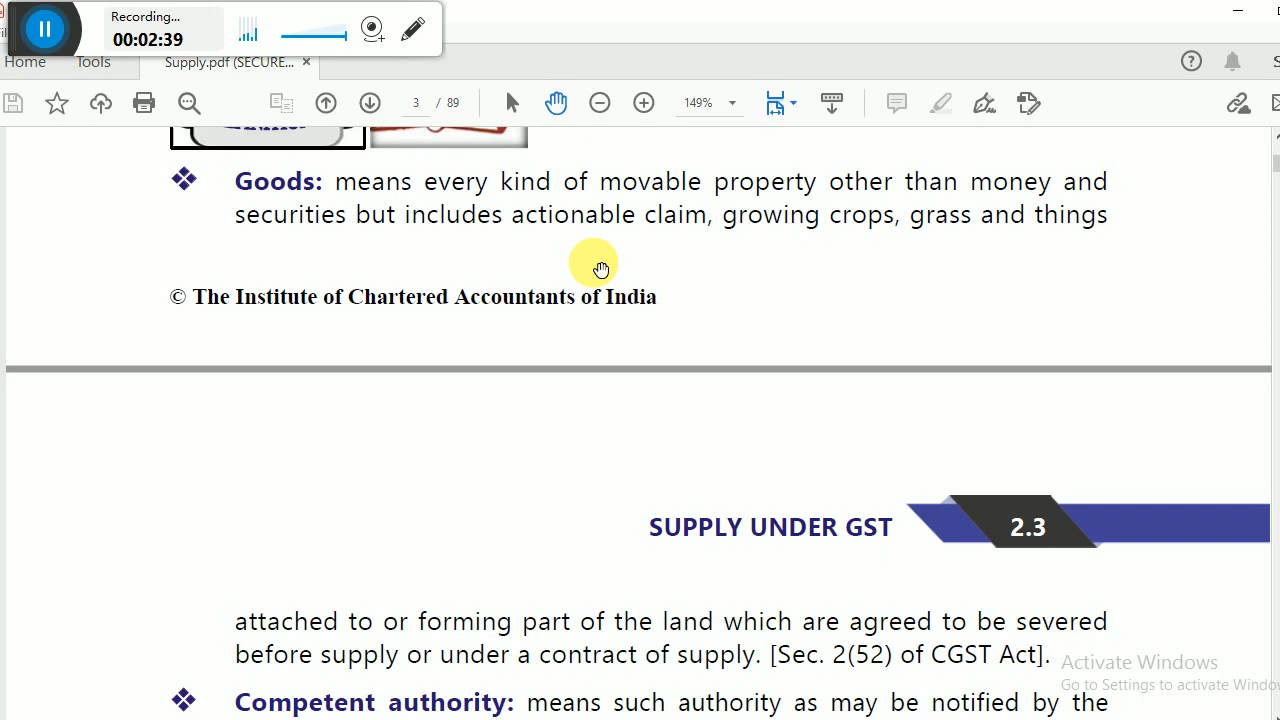 Recording...
00:02:39
Home Tools Supply.pdf (SECURE... ×
3 / 89 149%
❖ Goods: means every kind of movable property other than money and
securities but includes actionable claim, growing crops, grass and things
© The Institute of Chartered Accountants of India
SUPPLY UNDER GST 2.3
attached to or forming part of the land which are agreed to be severed
before supply or under a contract of supply. [Sec. 2(52) of CGST Act].
Activate Windows
Go to Settings to activate Windo
❖ Competent authority: means such authority as may be notified by the